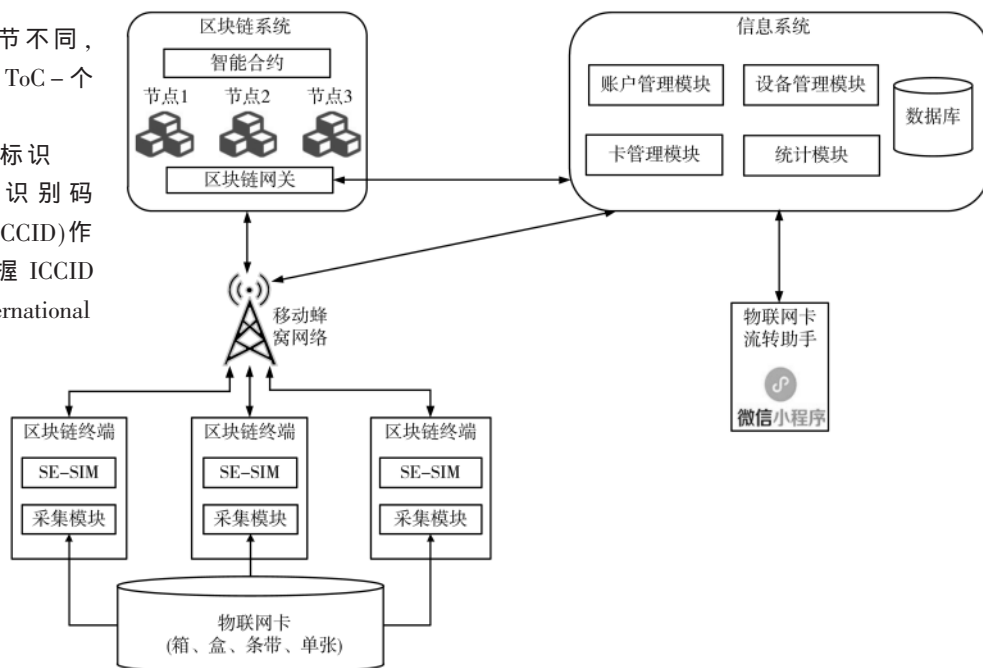 节不同,
ToC－个
标识
识别码
CCID)作
握 ICCID
ernational
区块链系统
智能合约
节点1 节点2 节点3
区块链网关
信息系统
账户管理模块 设备管理模块
数据库
卡管理模块 统计模块
移动蜂
窝网络
物联网卡
流转助手
微信小程序
区块链终端 区块链终端 区块链终端
SE-SIM SE-SIM SE-SIM
采集模块 采集模块 采集模块
物联网卡
(箱、盒、条带、单张)